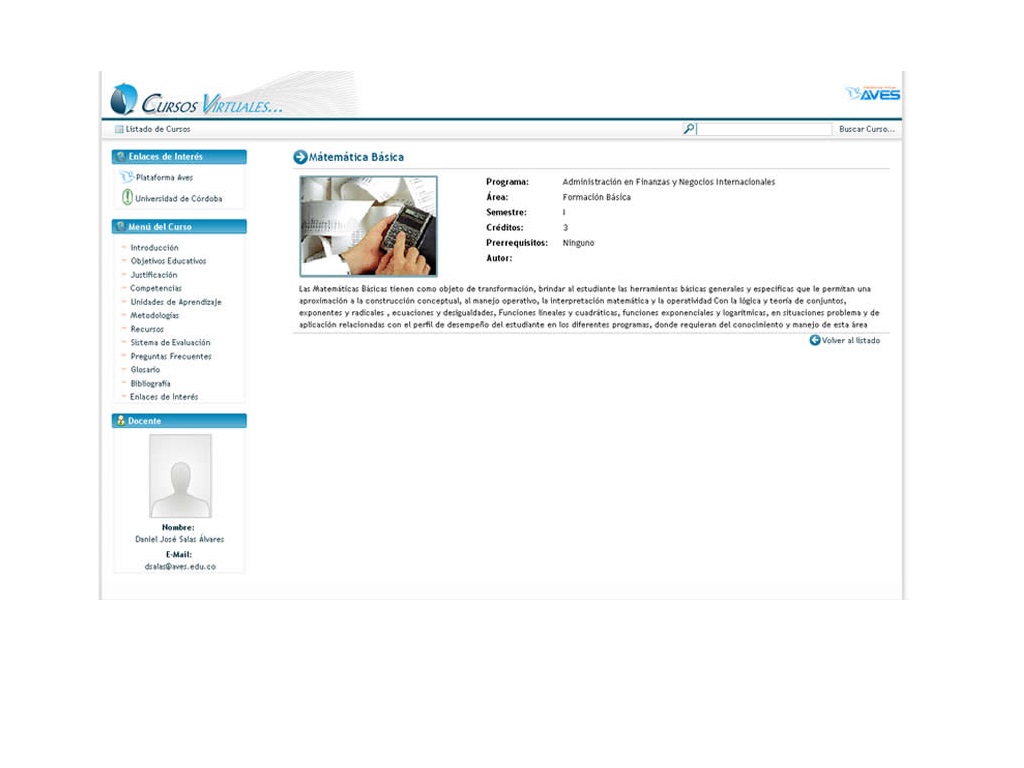 CURSOS VIRTUALES...
AVES
Listado de Cursos
Buscar Curso...
Enlaces de Interés
Plataforma Aves
Universidad de Córdoba
Menú del Curso
Introducción
Objetivos Educativos
Justificación
Competencias
Unidades de Aprendizaje
Metodologías
Recursos
Sistema de Evaluación
Preguntas Frecuentes
Glosario
Bibliografía
Enlaces de Interés
Docente
Nombre:
Daniel José Salas Álvares
E-Mail:
dsalas@aves.edu.co
Mátemática Básica
Programa: Administración en Finanzas y Negocios Internacionales
Área: Formación Básica
Semestre: I
Créditos: 3
Prerrequisitos: Ninguno
Autor:
Las Matemáticas Básicas tienen como objeto de transformación, brindar al estudiante las herramientas básicas generales y especificas que le permitan una
aproximación a la construcción conceptual, al manejo operativo, la interpretación matemática y la operatividad Con la lógica y teoría de conjuntos,
exponentes y radicales , ecuaciones y desigualdades, Funciones lineales y cuadráticas, funciones exponenciales y logarítmicas, en situaciones problema y de
aplicación relacionadas con el perfil de desempeño del estudiante en los diferentes programas, donde requieran del conocimiento y manejo de esta área
Volver al listado